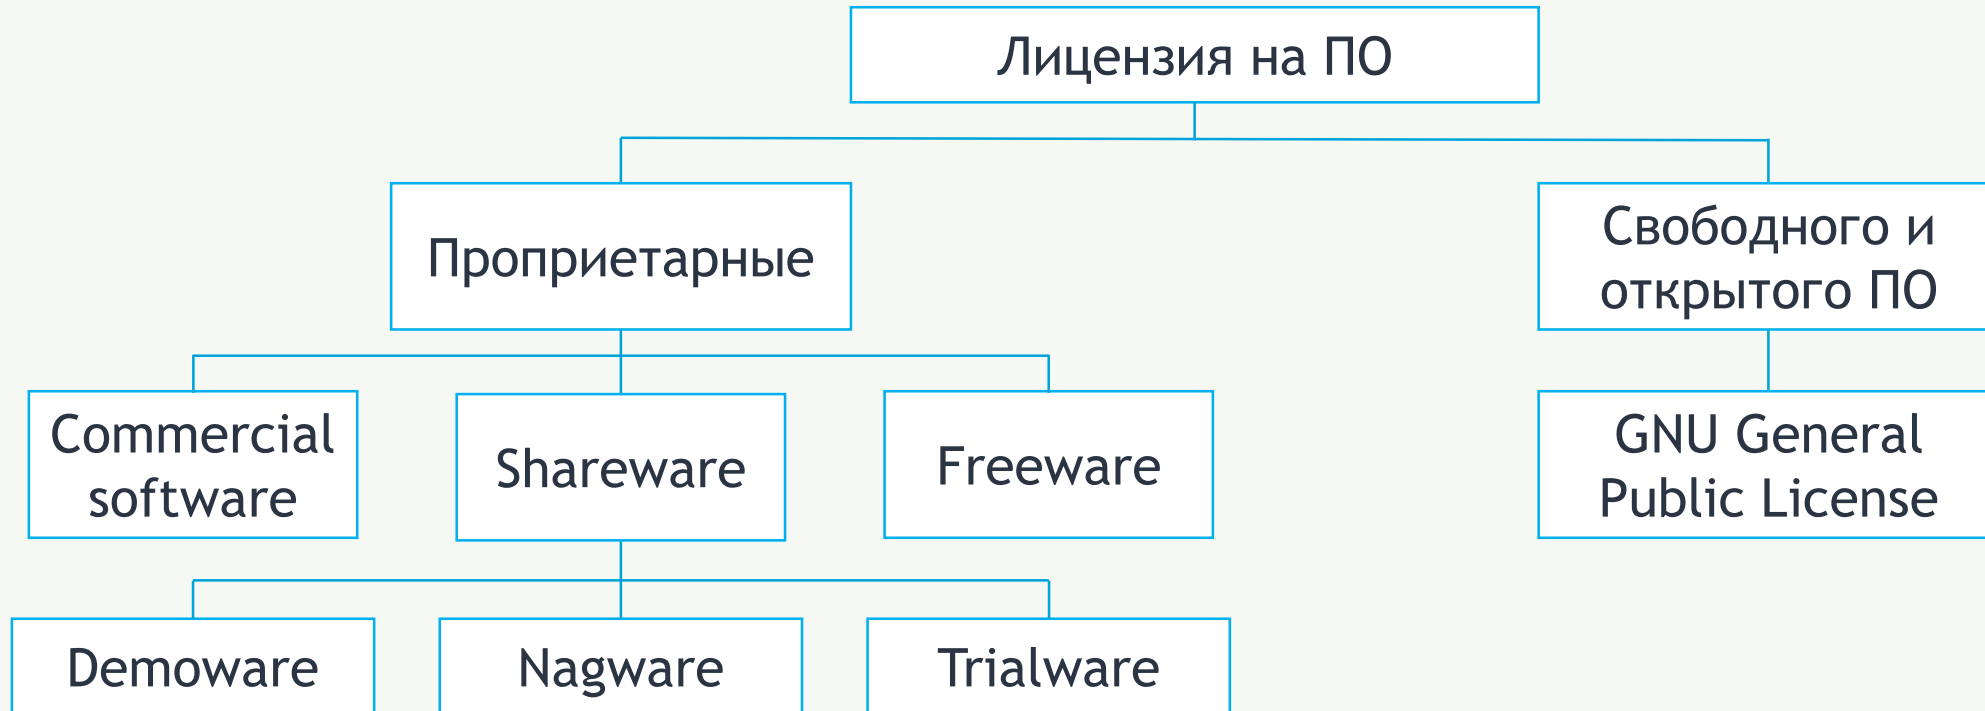 Лицензия на ПО
Проприетарные
Свободного и
открытого ПО
Commercial
software
Shareware
Freeware
GNU General
Public License
Demoware
Nagware
Trialware